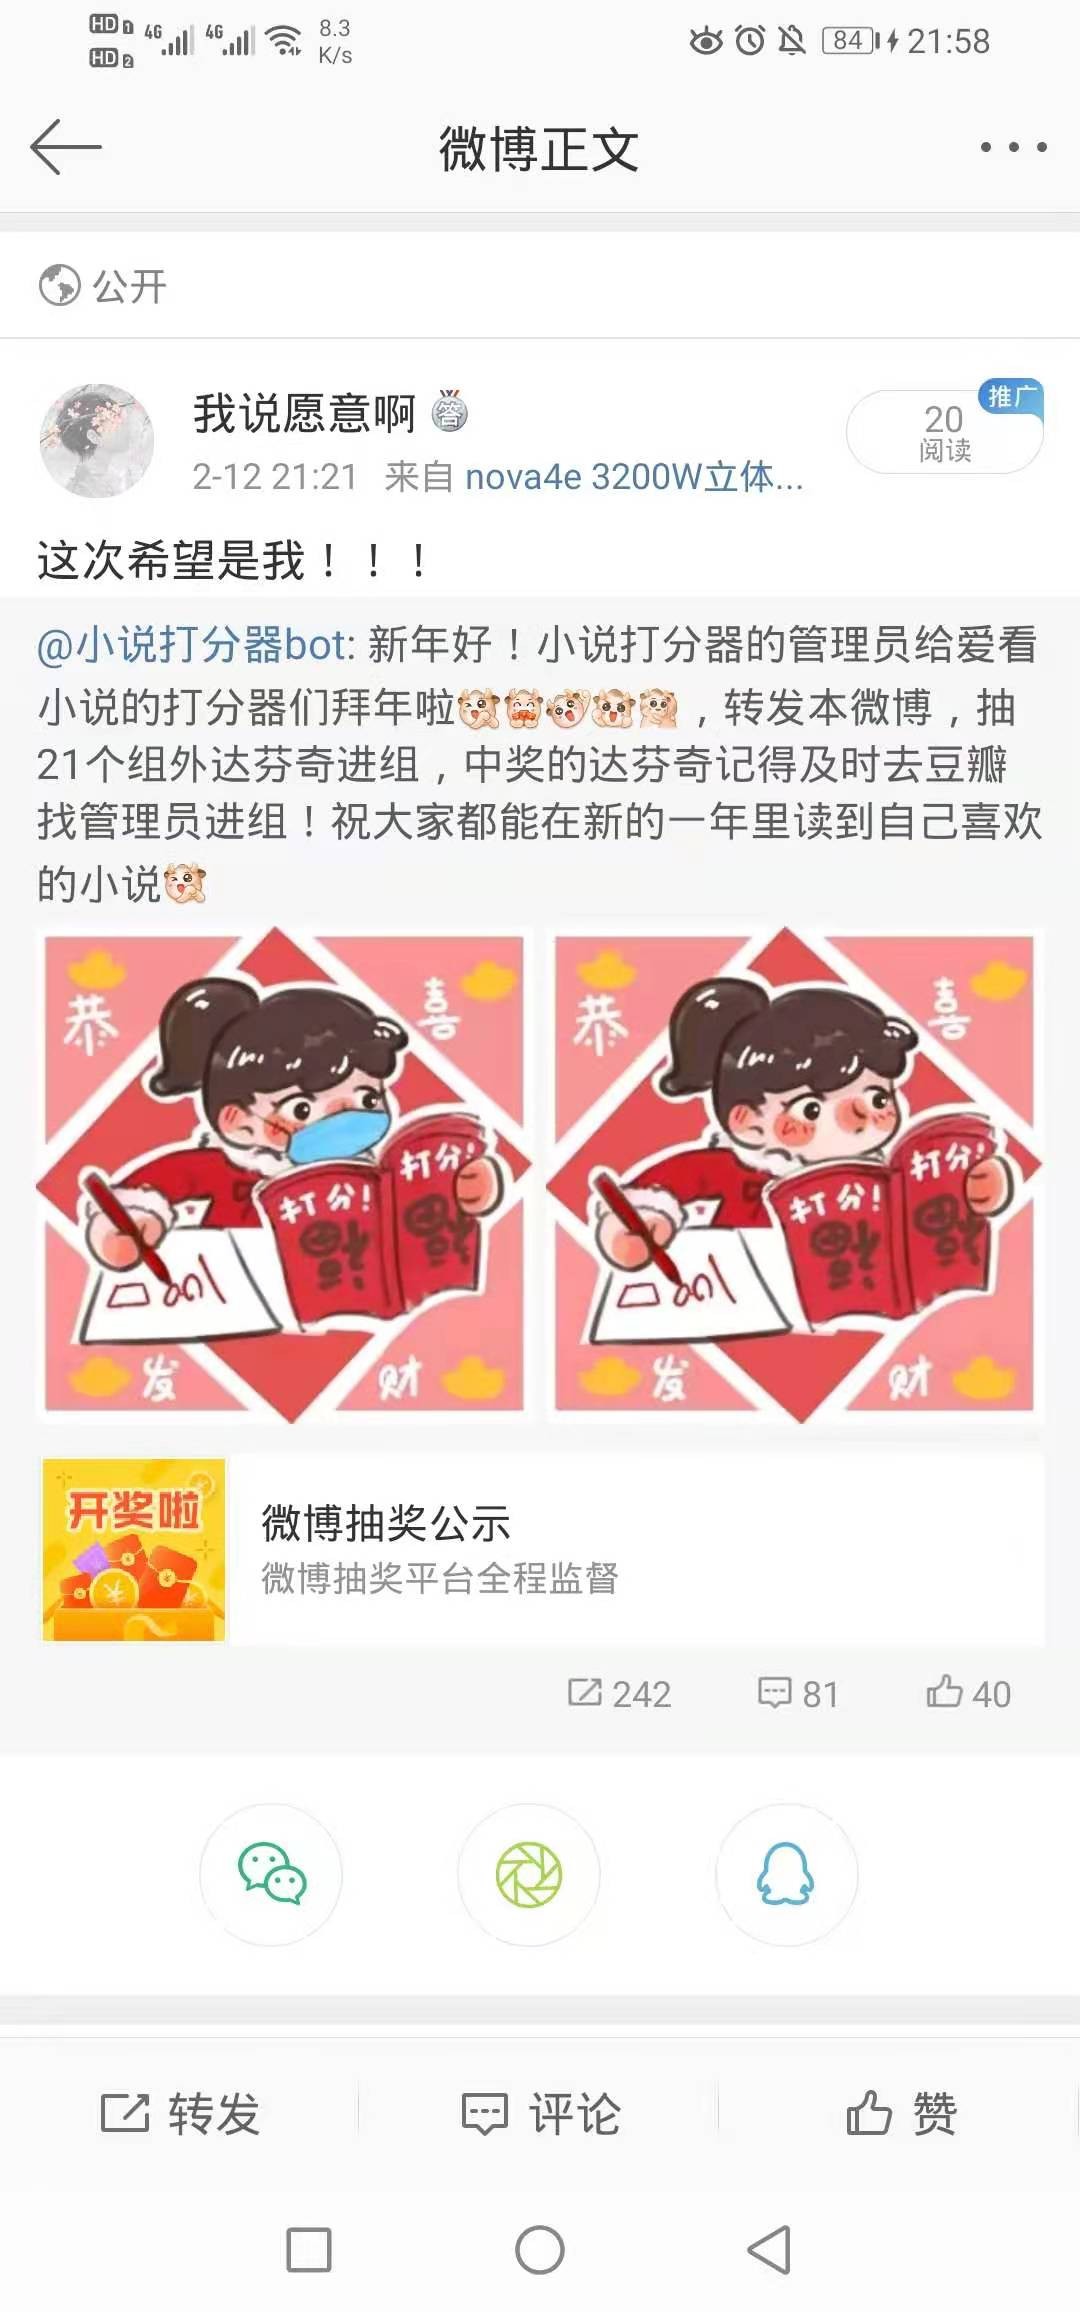 HD 1 4G 4G 8.3
HD 2 K/s 84 21:58
微博正文
公开
我说愿意啊 答
推广
20
阅读
2-12 21:21 来自 nova4e 3200W立体...
这次希望是我！！！
@小说打分器bot: 新年好！小说打分器的管理员给爱看
小说的打分器们拜年啦，转发本微博，抽
21个组外达芬奇进组，中奖的达芬奇记得及时去豆瓣
找管理员进组！祝大家都能在新的一年里读到自己喜欢
的小说
恭 喜
打分!
打分!
福
福
发 财
恭 喜
打分!
打分!
福
福
发 财
开奖啦
微博抽奖公示
微博抽奖平台全程监督
242 81 40
转发 评论 赞